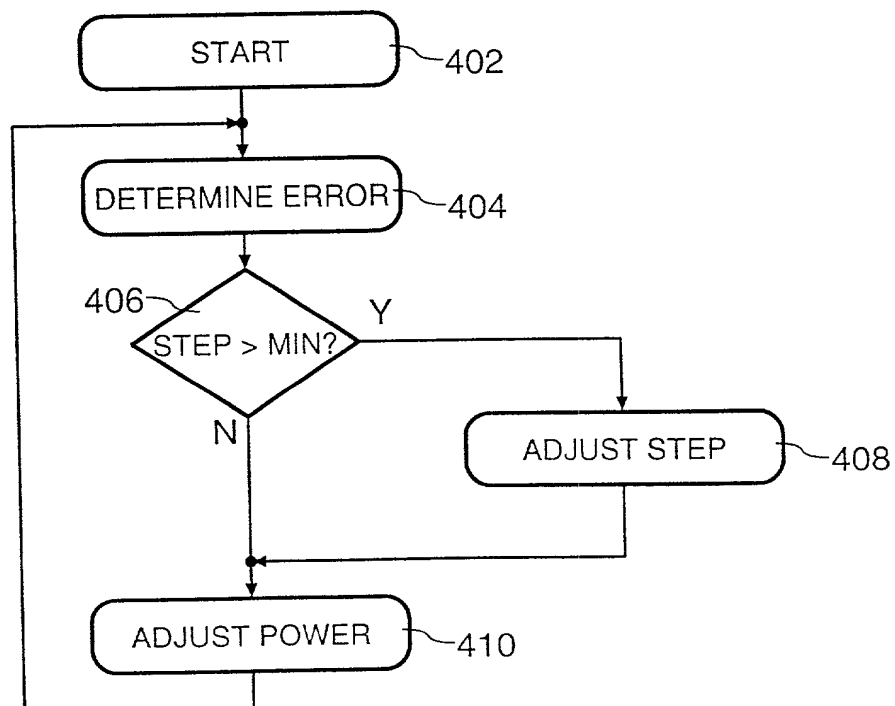 START
402
DETERMINE ERROR
404
406
Y
STEP > MIN?
N
ADJUST STEP
408
ADJUST POWER
410